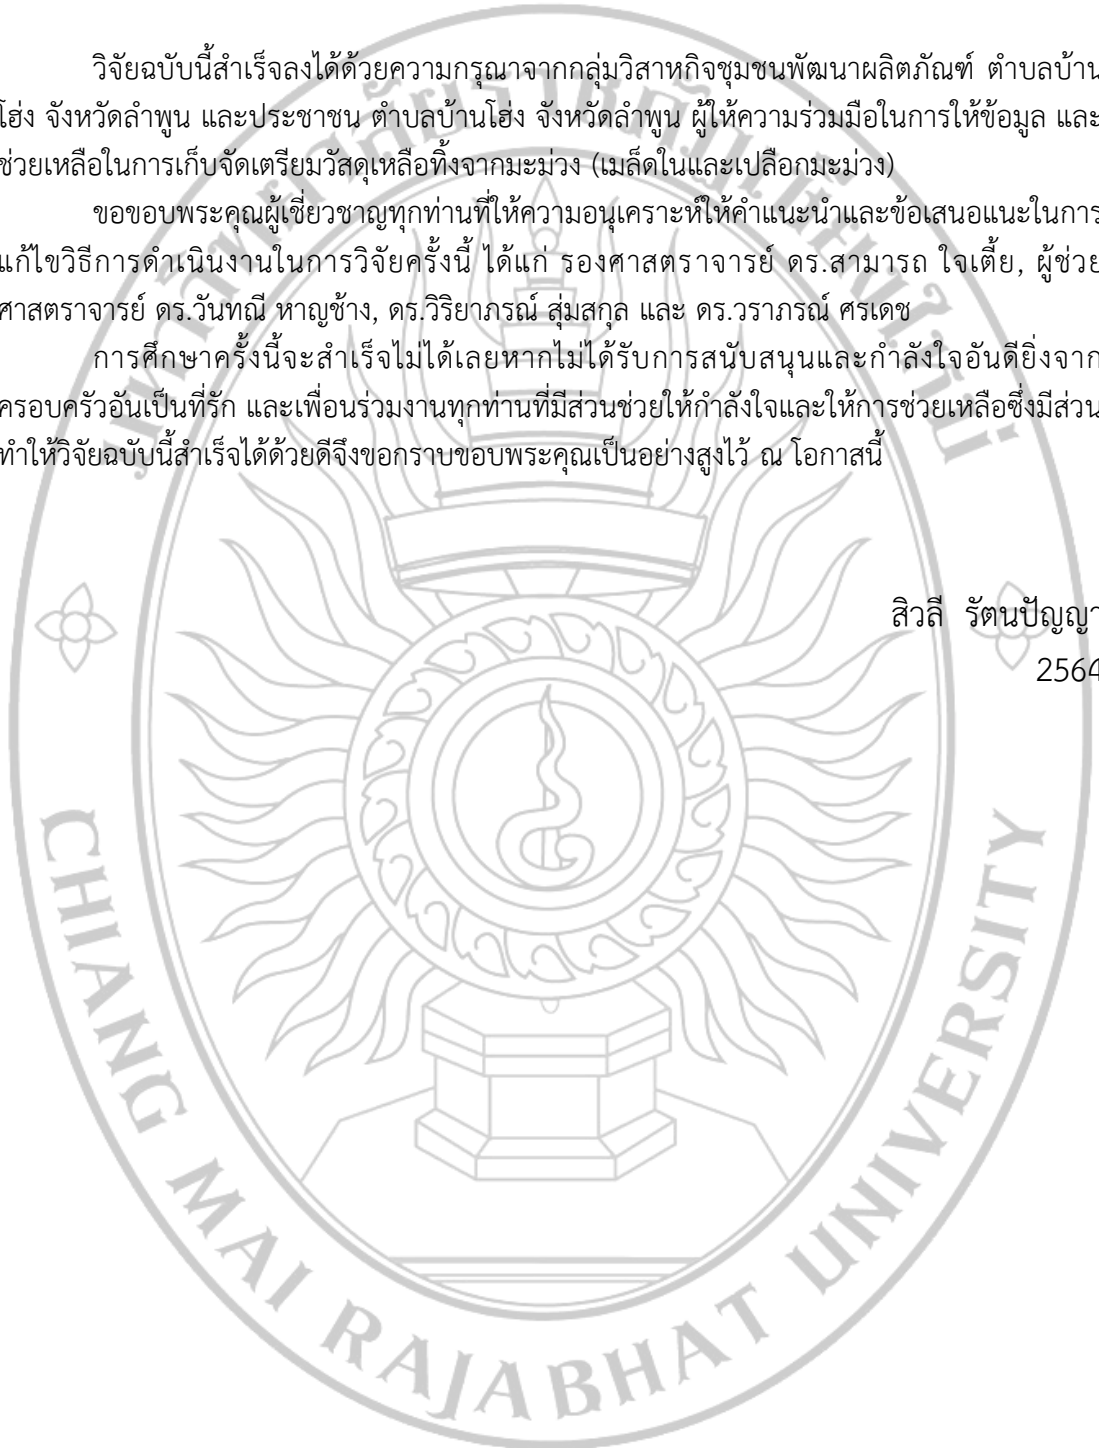 วิจัยฉบับนี้สำเร็จลงได้ด้วยความกรุณาจากกลุ่มวิสาหกิจชุมชนพัฒนาผลิตภัณฑ์ ตำบลบ้าน
โฮ่ง จังหวัดลำพูน และประชาชน ตำบลบ้านโฮ่ง จังหวัดลำพูน ผู้ให้ความร่วมมือในการให้ข้อมูล และ
ช่วยเหลือในการเก็บจัดเตรียมวัสดุเหลือทิ้งจากมะม่วง (เมล็ดในและเปลือกมะม่วง)
ขอขอบพระคุณผู้เชี่ยวชาญทุกท่านที่ให้ความอนุเคราะห์ให้คำแนะนำและข้อเสนอแนะในการ
แก้ไขวิธีการดำเนินงานในการวิจัยครั้งนี้ ได้แก่ รองศาสตราจารย์ ดร.สามารถ ใจเตี้ย, ผู้ช่วย
ศาสตราจารย์ ดร.วันทณี หาญช้าง, ดร.วิริยาภรณ์ สุ่มสกุล และ ดร.วราภรณ์ ศรเดช
การศึกษาครั้งนี้จะสำเร็จไม่ได้เลยหากไม่ได้รับการสนับสนุนและกำลังใจอันดียิ่งจาก
ครอบครัวอันเป็นที่รัก และเพื่อนร่วมงานทุกท่านที่มีส่วนช่วยให้กำลังใจและให้การช่วยเหลือซึ่งมีส่วน
ทำให้วิจัยฉบับนี้สำเร็จได้ด้วยดีจึงขอกราบขอบพระคุณเป็นอย่างสูงไว้ ณ โอกาสนี้
สิวลี รัตนปัญญา
2564
มหาวิทยาลัยราชภัฏเชียงใหม่
CHIANG MAI RAJABHAT UNIVERSITY